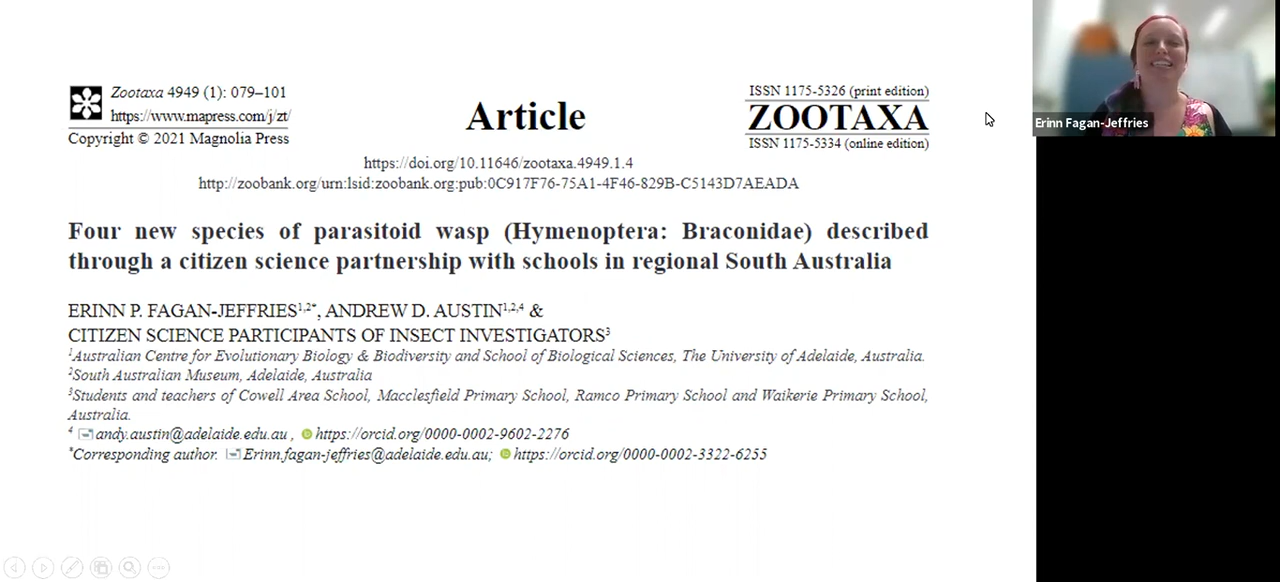 Zootaxa 4949 (1): 079–101
https://www.mapress.com/j/zt/
Copyright © 2021 Magnolia Press
Article
ISSN 1175-5326 (print edition)
ZOOTAXA
ISSN 1175-5334 (online edition)
https://doi.org/10.11646/zootaxa.4949.1.4
http://zoobank.org/urn:lsid:zoobank.org:pub:0C917F76-75A1-4F46-829B-C5143D7AEADA
Four new species of parasitoid wasp (Hymenoptera: Braconidae) described
through a citizen science partnership with schools in regional South Australia
ERINN P. FAGAN-JEFFRIES1,2*, ANDREW D. AUSTIN1,2,4 &
CITIZEN SCIENCE PARTICIPANTS OF INSECT INVESTIGATORS3
1Australian Centre for Evolutionary Biology & Biodiversity and School of Biological Sciences, The University of Adelaide, Australia.
2South Australian Museum, Adelaide, Australia
3Students and teachers of Cowell Area School, Macclesfield Primary School, Ramco Primary School and Waikerie Primary School,
Australia.
4 andy.austin@adelaide.edu.au , https://orcid.org/0000-0002-9602-2276
*Corresponding author. Erinn.fagan-jeffries@adelaide.edu.au; https://orcid.org/0000-0002-3322-6255
Erinn Fagan-Jeffries